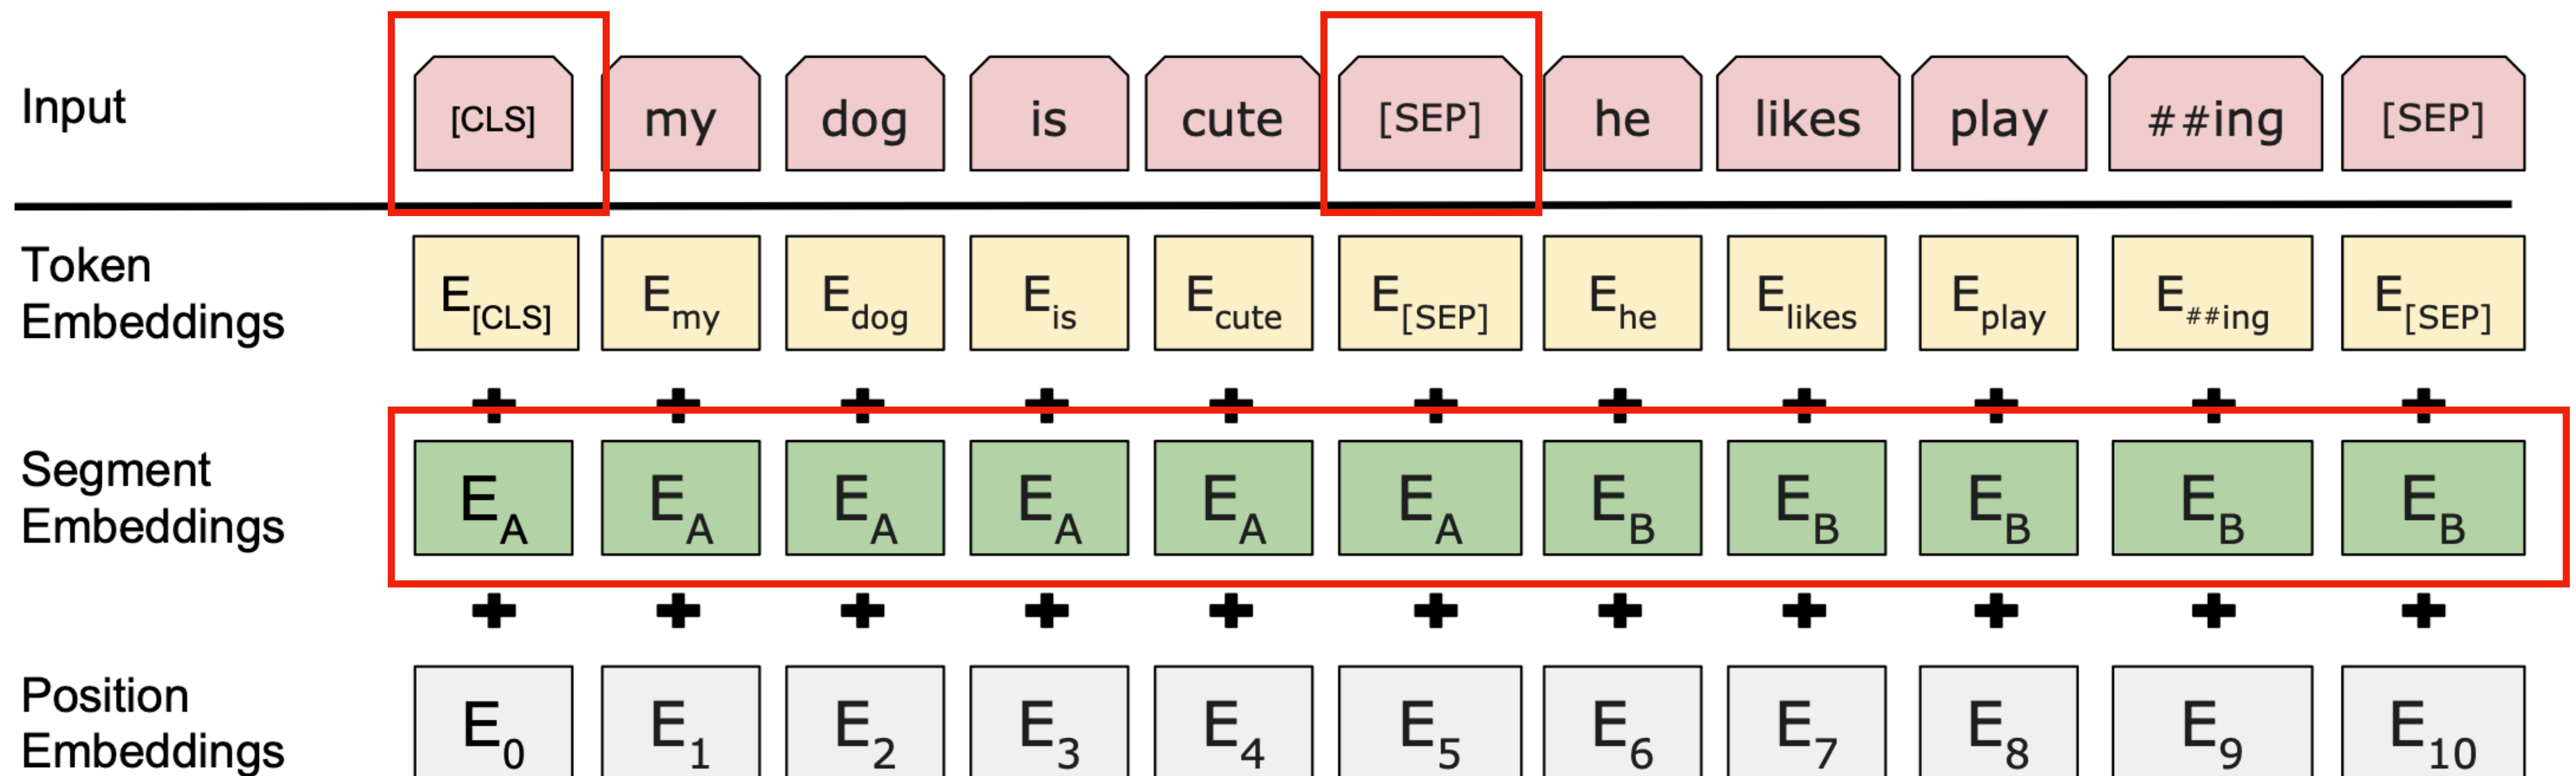 Input [CLS] my dog is cute [SEP] he likes play ##ing [SEP]
Token
Embeddings E[CLS] Emy Edog Eis Ecute E[SEP] Ehe Elikes Eplay E##ing E[SEP]
+ + + + + + + + + + +
Segment
Embeddings EA EA EA EA EA EA EB EB EB EB EB
+ + + + + + + + + + +
Position
Embeddings E0 E1 E2 E3 E4 E5 E6 E7 E8 E9 E10